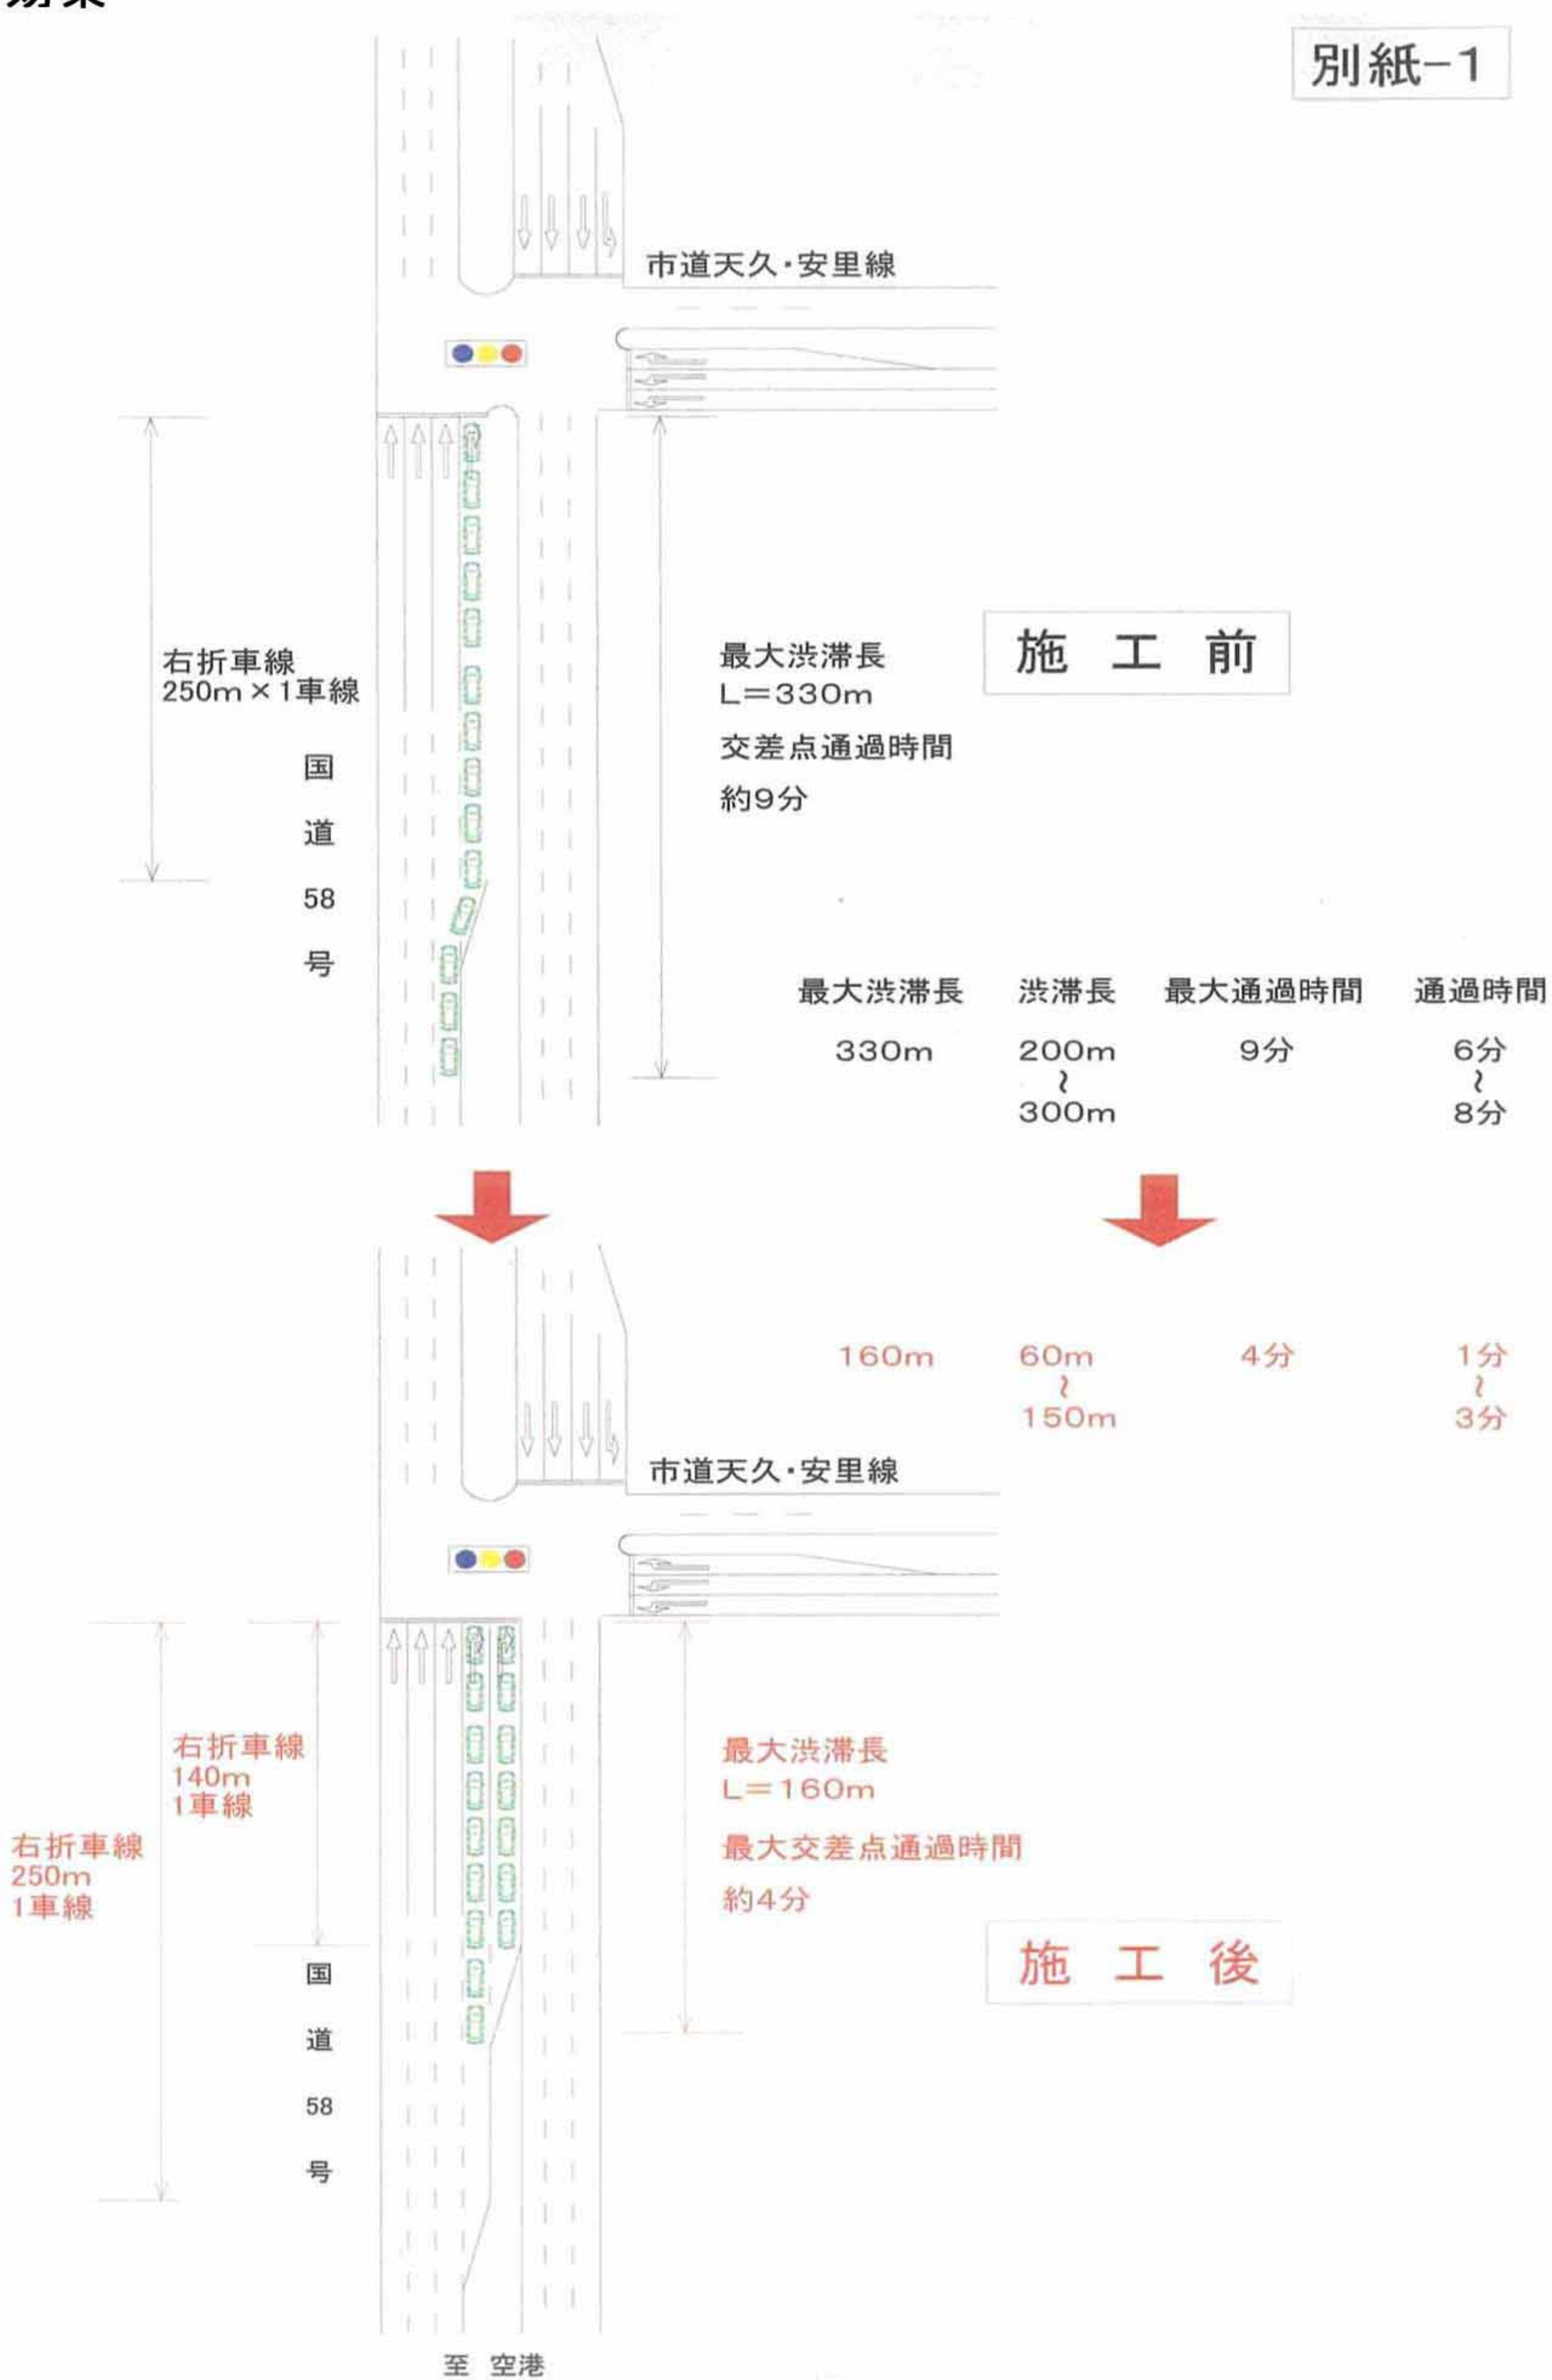 別紙-1
市道天久・安里線
右折車線
250m×1車線
国
道
58
号
最大渋滞長
L=330m
交差点通過時間
約9分
施工前
最大渋滞長 渋滞長 最大通過時間 通過時間
330m 200m 9分 6分
~ ~
300m 8分
160m 60m 4分 1分
~ ~
150m 3分
市道天久・安里線
右折車線
140m
1車線
右折車線
250m
1車線
国
道
58
号
最大渋滞長
L=160m
最大交差点通過時間
約4分
施工後
至 空港